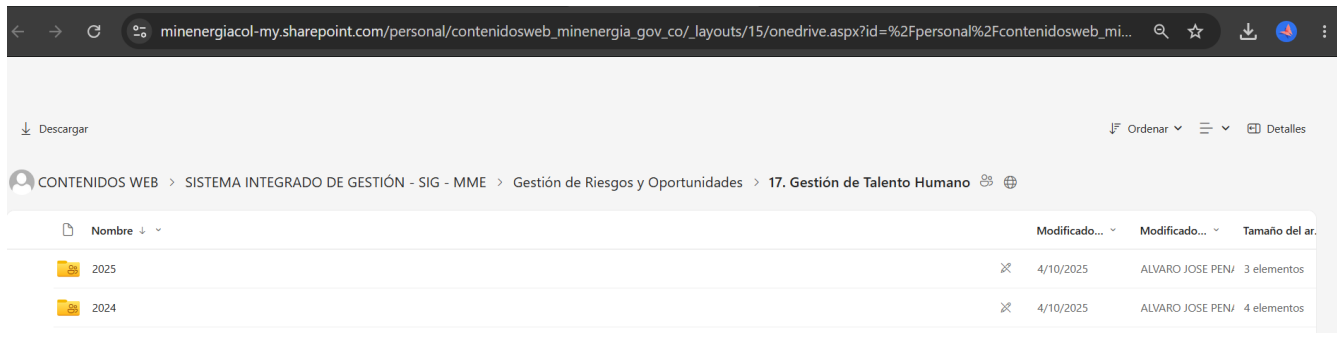 minenergiacol-my.sharepoint.com/personal/contenidosweb_minenergia_gov_co/_layouts/15/onedrive.aspx?id=%2Fpersonal%2Fcontenidosweb_mi...
Descargar Ordenar Detalles
CONTENIDOS WEB > SISTEMA INTEGRADO DE GESTIÓN - SIG - MME > Gestión de Riesgos y Oportunidades > 17. Gestión de Talento Humano
Nombre Modificado... Modificado... Tamaño del ar.
2025 4/10/2025 ALVARO JOSE PENA 3 elementos
2024 4/10/2025 ALVARO JOSE PENA 4 elementos